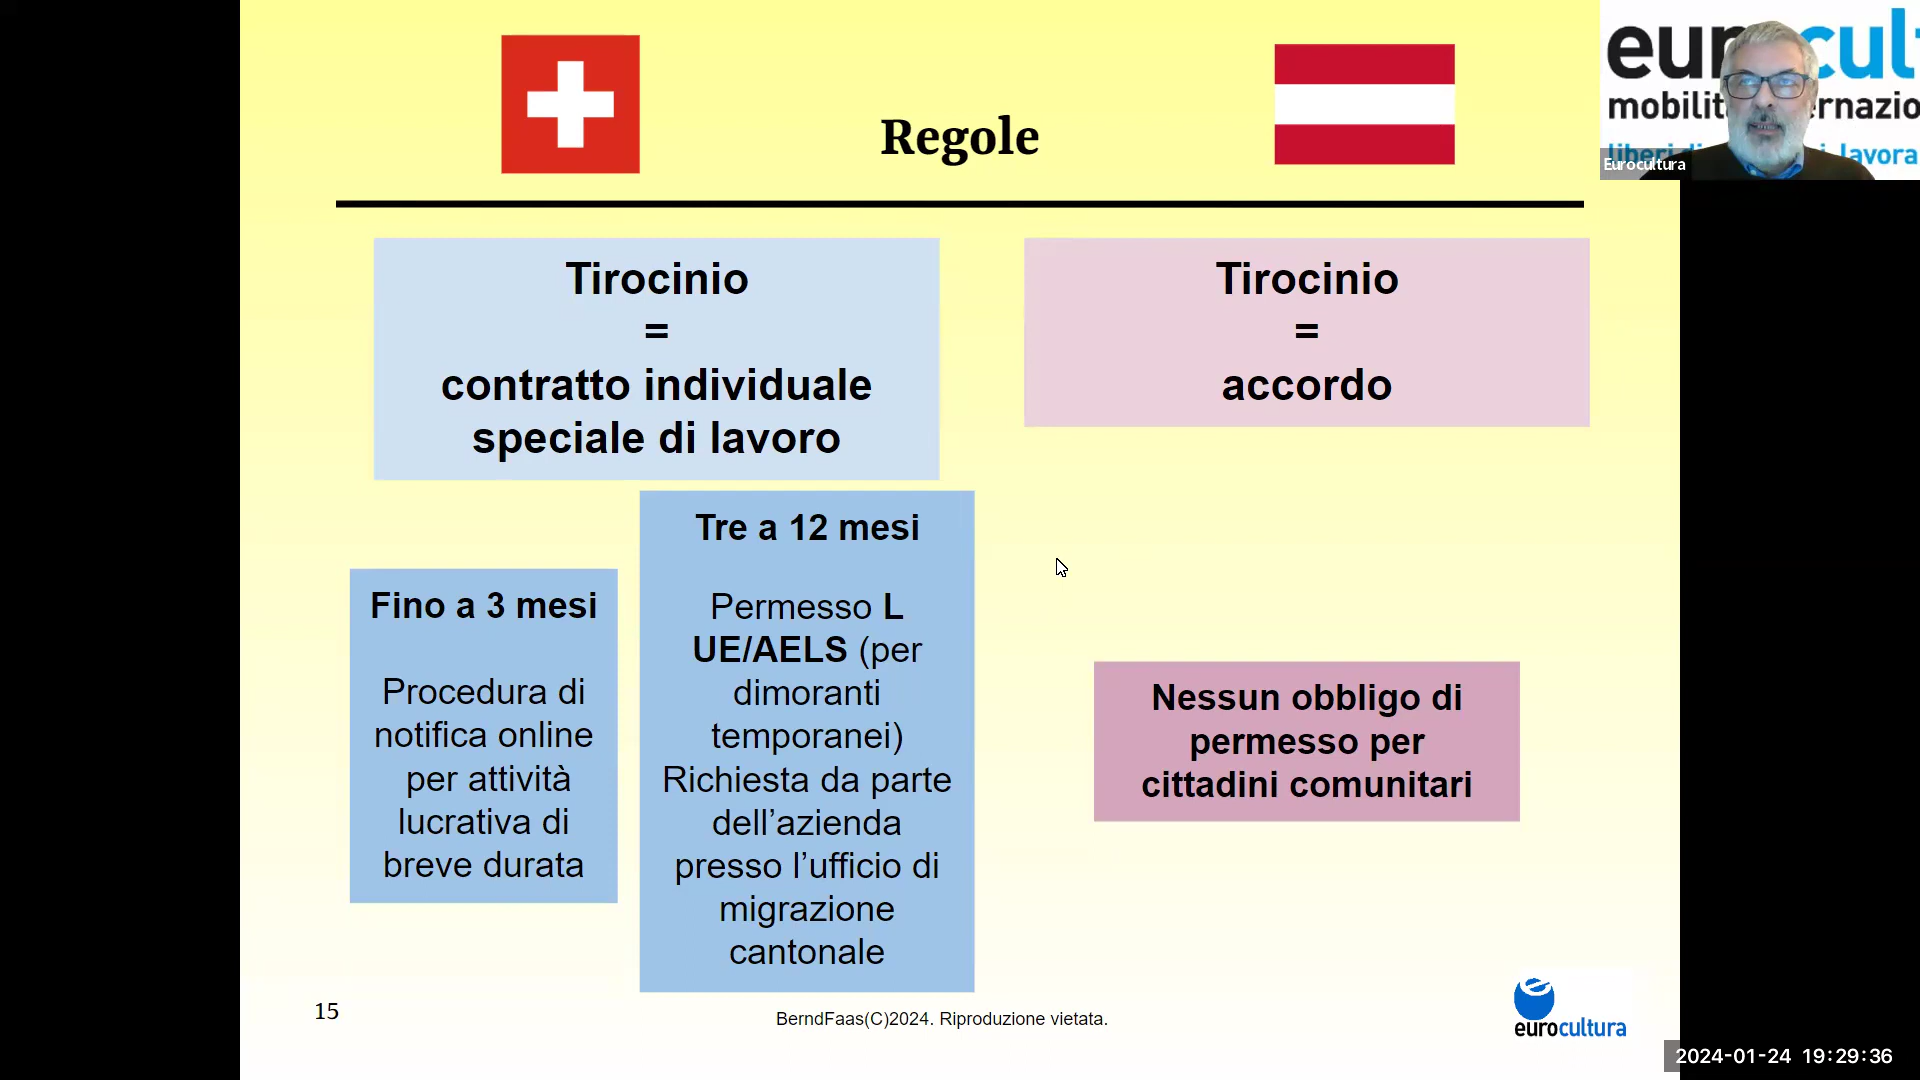 Regole
Tirocinio
=
contratto individuale
speciale di lavoro
Tirocinio
=
accordo
Fino a 3 mesi
Procedura di
notifica online
per attività
lucrativa di
breve durata
Tre a 12 mesi
Permesso L
UE/AELS (per
dimoranti
temporanei)
Richiesta da parte
dell’azienda
presso l’ufficio di
migrazione
cantonale
Nessun obbligo di
permesso per
cittadini comunitari
15
BerndFaas(C)2024. Riproduzione vietata.
eurocultura
Eurocultura
2024-01-24 19:29:36